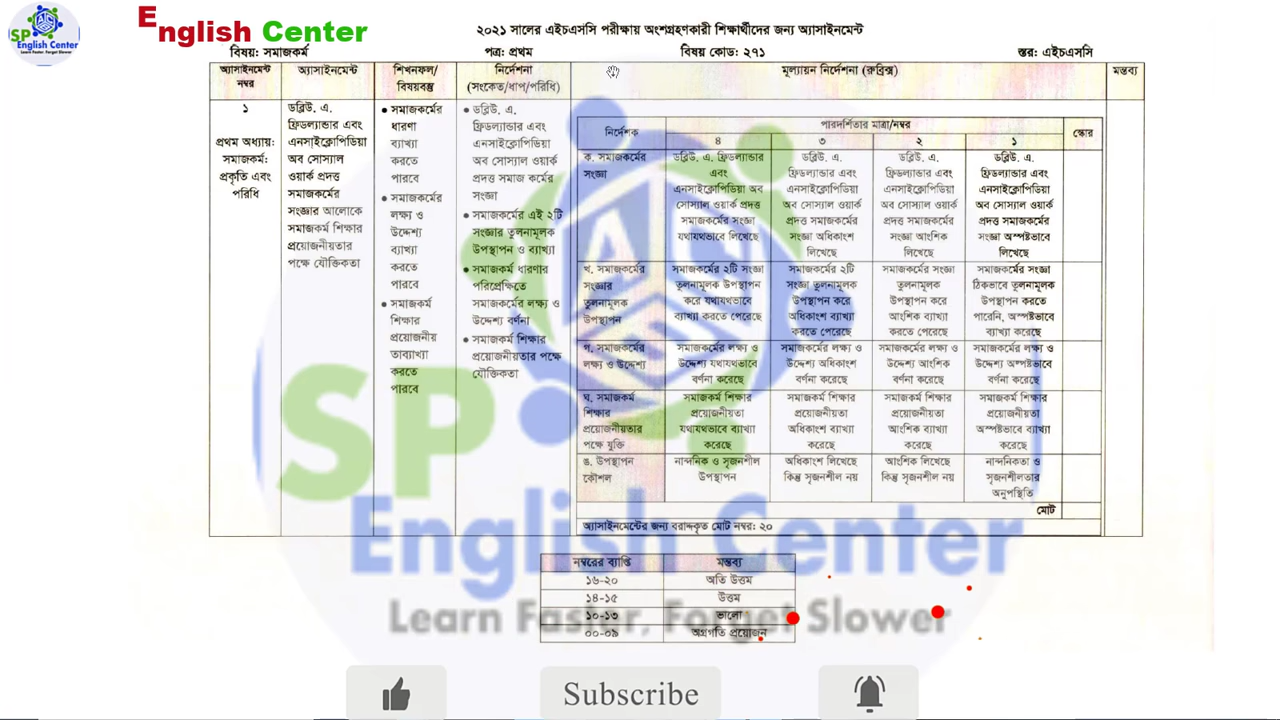 SP
English Center
Learn Faster, Forget Slower
English Center
২০২১ সালের এইচএসসি পরীক্ষায় অংশগ্রহণকারী শিক্ষার্থীদের জন্য অ্যাসাইনমেন্ট
বিষয়: সমাজকর্ম পত্র: প্রথম বিষয় কোড: ২৭১ স্তর: এইচএসসি
অ্যাসাইনমেন্ট
নম্বর
অ্যাসাইনমেন্ট
শিখনফল/
বিষয়বস্তু
নির্দেশনা
(সংকেত/ধাপ/পরিধি)
মূল্যায়ন নির্দেশনা (রুব্রিক্স)
মন্তব্য
১
প্রথম অধ্যায়:
সমাজকর্ম:
প্রকৃতি এবং
পরিধি
ডব্লিউ. এ.
ফ্রিডল্যান্ডার এবং
এনসাইক্লোপিডিয়া
অব সোস্যাল
ওয়ার্ক প্রদত্ত
সমাজকর্মের
সংজ্ঞার আলোকে
সমাজকর্ম শিক্ষার
প্রয়োজনীয়তার
পক্ষে যৌক্তিকতা
• সমাজকর্মের
ধারণা
ব্যাখ্যা
করতে
পারবে
• সমাজকর্মের
লক্ষ্য ও
উদ্দেশ্য
ব্যাখ্যা
করতে
পারবে
• সমাজকর্ম
শিক্ষার
প্রয়োজনীয়
তাব্যাখ্যা
করতে
পারবে
• ডব্লিউ. এ.
ফ্রিডল্যান্ডার এবং
এনসাইক্লোপিডিয়া
অব সোস্যাল ওয়ার্ক
প্রদত্ত সমাজ কর্মের
সংজ্ঞা
• সমাজকর্মের এই ২টি
সংজ্ঞার তুলনামূলক
উপস্থাপন ও ব্যাখ্যা
• সমাজকর্ম ধারণার
পরিপ্রেক্ষিতে
সমাজকর্মের লক্ষ্য ও
উদ্দেশ্য বর্ণনা
• সমাজকর্ম শিক্ষার
প্রয়োজনীয়তার পক্ষে
যৌক্তিকতা
নির্দেশক
পারদর্শিতার মাত্রা/নম্বর
স্কোর
৪ ৩ ২ ১
ক. সমাজকর্মের
সংজ্ঞা
ডব্লিউ. এ. ফ্রিডল্যান্ডার
এবং
এনসাইক্লোপিডিয়া অব
সোস্যাল ওয়ার্ক প্রদত্ত
সমাজকর্মের সংজ্ঞা
যথাযথভাবে লিখেছে
ডব্লিউ. এ.
ফ্রিডল্যান্ডার এবং
এনসাইক্লোপিডিয়া
অব সোস্যাল ওয়ার্ক
প্রদত্ত সমাজকর্মের
সংজ্ঞা অধিকাংশ
লিখেছে
ডব্লিউ. এ.
ফ্রিডল্যান্ডার এবং
এনসাইক্লোপিডিয়া
অব সোস্যাল ওয়ার্ক
প্রদত্ত সমাজকর্মের
সংজ্ঞা আংশিক
লিখেছে
ডব্লিউ. এ.
ফ্রিডল্যান্ডার এবং
এনসাইক্লোপিডিয়া
অব সোস্যাল ওয়ার্ক
প্রদত্ত সমাজকর্মের
সংজ্ঞা অস্পষ্টভাবে
লিখেছে
খ. সমাজকর্মের
সংজ্ঞার
তুলনামূলক
উপস্থাপন
সমাজকর্মের ২টি সংজ্ঞা
তুলনামূলক উপস্থাপন
করে যথাযথভাবে
ব্যাখ্যা করতে পেরেছে
সমাজকর্মের ২টি
সংজ্ঞা তুলনামূলক
উপস্থাপন করে
অধিকাংশ ব্যাখ্যা
করতে পেরেছে
সমাজকর্মের সংজ্ঞা
তুলনামূলক
উপস্থাপন করে
আংশিক ব্যাখ্যা
করতে পেরেছে
সমাজকর্মের সংজ্ঞা
ঠিকভাবে তুলনামূলক
উপস্থাপন করতে
পারেনি, অস্পষ্টভাবে
ব্যাখ্যা করেছে
গ. সমাজকর্মের
লক্ষ্য ও উদ্দেশ্য
সমাজকর্মের লক্ষ্য ও
উদ্দেশ্য যথাযথভাবে
বর্ণনা করেছে
সমাজকর্মের লক্ষ্য ও
উদ্দেশ্য অধিকাংশ
বর্ণনা করেছে
সমাজকর্মের লক্ষ্য ও
উদ্দেশ্য আংশিক
বর্ণনা করেছে
সমাজকর্মের লক্ষ্য ও
উদ্দেশ্য অস্পষ্টভাবে
বর্ণনা করেছে
ঘ. সমাজকর্ম
শিক্ষার
প্রয়োজনীয়তার
পক্ষে যুক্তি
সমাজকর্ম শিক্ষার
প্রয়োজনীয়তা
যথাযথভাবে ব্যাখ্যা
করেছে
সমাজকর্ম শিক্ষার
প্রয়োজনীয়তা
অধিকাংশ ব্যাখ্যা
করেছে
সমাজকর্ম শিক্ষার
প্রয়োজনীয়তা
আংশিক ব্যাখ্যা
করেছে
সমাজকর্ম শিক্ষার
প্রয়োজনীয়তা
অস্পষ্টভাবে ব্যাখ্যা
করেছে
ঙ. উপস্থাপন
কৌশল
নান্দনিক ও সৃজনশীল
উপস্থাপন
অধিকাংশ লিখেছে
কিন্তু সৃজনশীল নয়
আংশিক লিখেছে
কিন্তু সৃজনশীল নয়
নান্দনিকতা ও
সৃজনশীলতার
অনুপস্থিতি
মোট
অ্যাসাইনমেন্টের জন্য বরাদ্দকৃত মোট নম্বর: ২০
নম্বরের ব্যাপ্তি মন্তব্য
১৬-২০ অতি উত্তম
১৪-১৫ উত্তম
১০-১৩ ভালো
০০-০৯ অগ্রগতি প্রয়োজন
SP
English Center
Learn Faster, Forget Slower
Subscribe